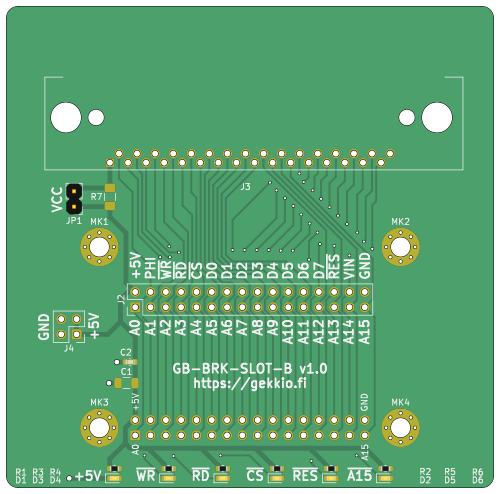 J3
VCC
R7
JP1
MK1
MK2
+5V PHI WR RD CS D0 D1 D2 D3 D4 D5 D6 D7 RES VIN GND
J2
A0 A1 A2 A3 A4 A5 A6 A7 A8 A9 A10 A11 A12 A13 A14 A15
GND
+5V
J4
C2
C1
GB-BRK-SLOT-B v1.0
https://gekkio.fi
MK3
+5V
GND
MK4
A0
A15
R1 R3 R4
D1 D3 D4
+5V WR RD CS RES A15
R2 R5 R6
D2 D5 D6